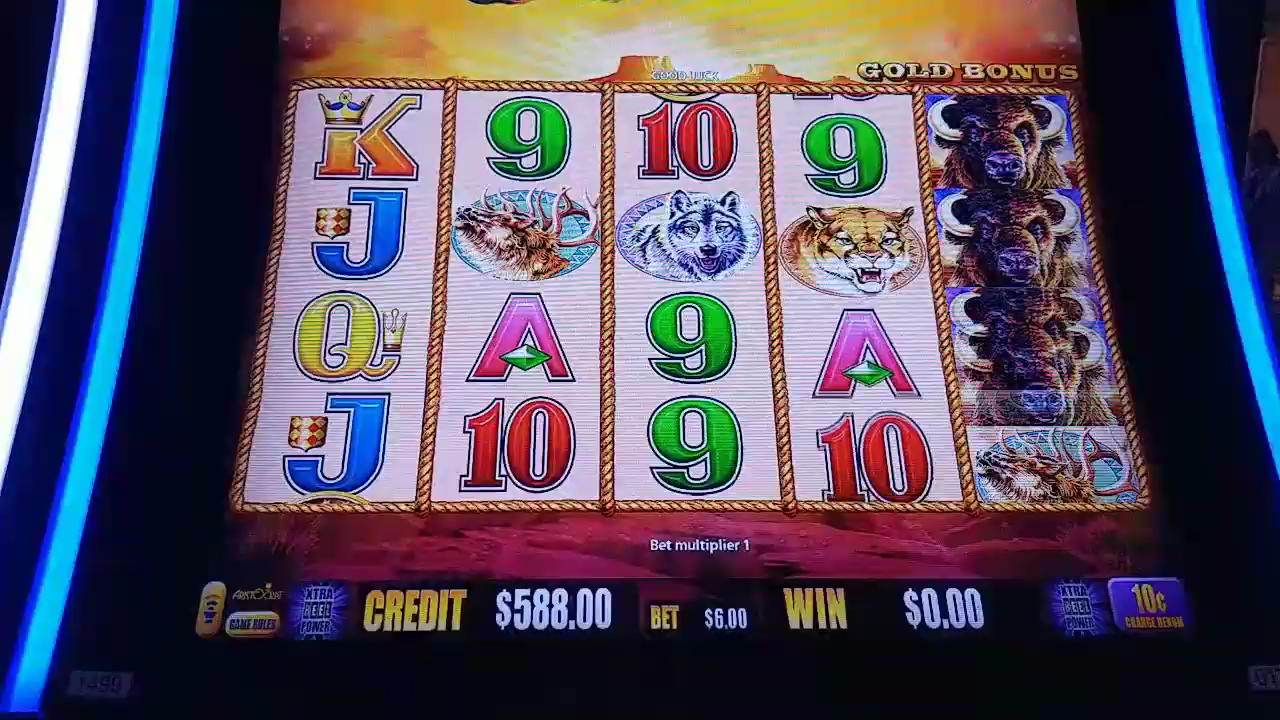 GOOD LUCK
GOLD BONUS
K 9 10 9
J
Q A 9 A
J 10 9 10
Bet multiplier 1
ARISTOCRAT
GAME RULES
XTRA REEL POWER
CREDIT $588.00
BET $6.00
WIN $0.00
XTRA REEL POWER
10¢
CHANGE DENOM